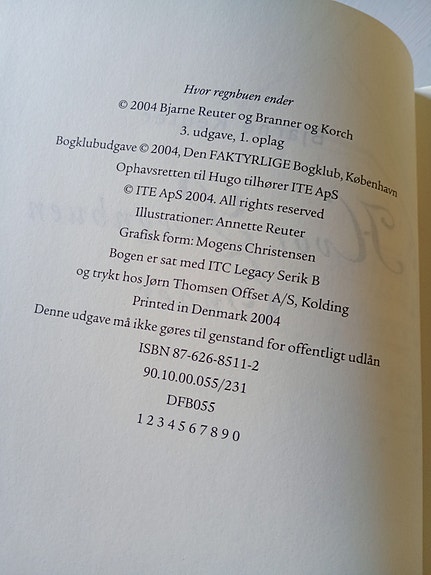 Hvor regnbuen ender
© 2004 Bjarne Reuter og Branner og Korch
3. udgave, 1. oplag
Bogklubudgave © 2004, Den FAKTYRLIGE Bogklub, København
Ophavsretten til Hugo tilhører ITE ApS
© ITE ApS 2004. All rights reserved
Illustrationer: Annette Reuter
Grafisk form: Mogens Christensen
Bogen er sat med ITC Legacy Serik B
og trykt hos Jørn Thomsen Offset A/S, Kolding
Printed in Denmark 2004
Denne udgave må ikke gøres til genstand for offentligt udlån
ISBN 87-626-8511-2
90.10.00.055/231
DFB055
1 2 3 4 5 6 7 8 9 0